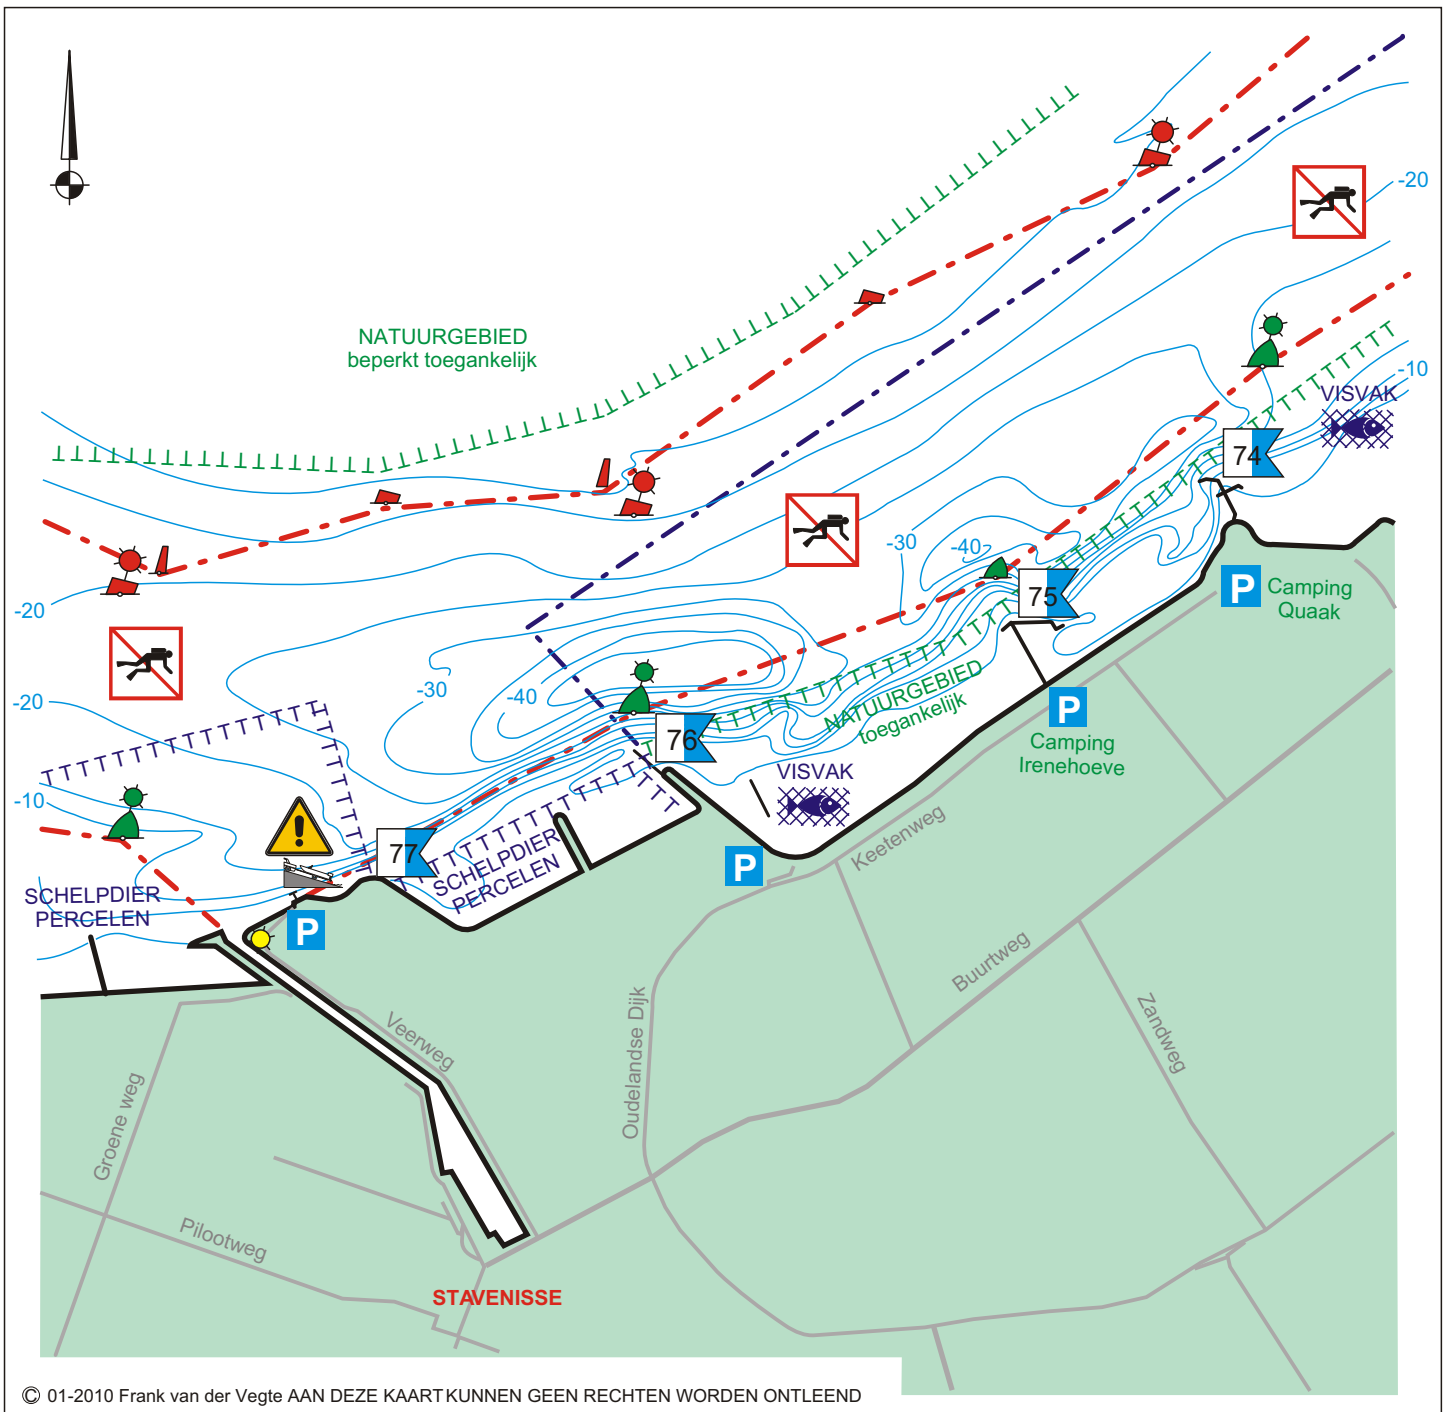 NATUURGEBIED
beperkt toegankelijk
-20
-10
VISVAK
74
-30
-40
75
P
Camping
Quaak
-20
-30
-40
-20
-10
76
NATUURGEBIED
toegankelijk
P
Camping
Irenehoeve
VISVAK
77
SCHELPDIER
PERCELEN
P
Keetenweg
SCHELPDIER
PERCELEN
P
Buurtweg
Oudelandse Dijk
Zandweg
Veerweg
Groene weg
Pilootweg
STAVENISSE
© 01-2010 Frank van der Vegte AAN DEZE KAART KUNNEN GEEN RECHTEN WORDEN ONTLEEND